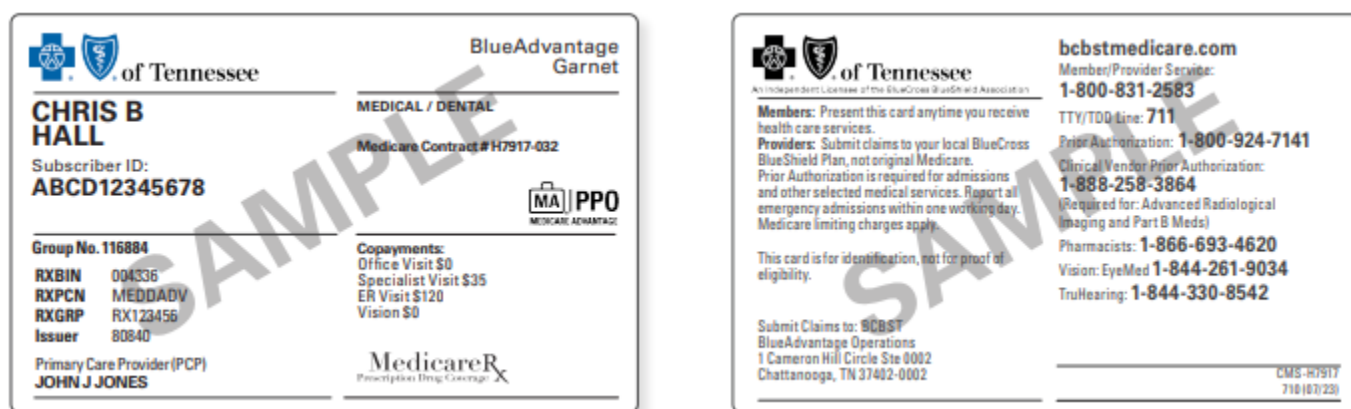 of Tennessee
BlueAdvantage
Garnet
CHRIS B
HALL
Subscriber ID:
ABCD12345678
MEDICAL / DENTAL
Medicare Contract # H7917-032
MA PPO
MEDICARE ADVANTAGE
Group No. 116884
RXBIN 004336
RXPCN MEDDADV
RXGRP RX123456
Issuer 80840
Primary Care Provider (PCP)
JOHN J JONES
Copayments:
Office Visit $0
Specialist Visit $35
ER Visit $120
Vision $0
MedicareRx
Prescription Drug Coverage
SAMPLE
of Tennessee
An Independent Licensee of the BlueCross BlueShield Association
Members: Present this card anytime you receive
health care services.
Providers: Submit claims to your local BlueCross
BlueShield Plan, not original Medicare.
Prior Authorization is required for admissions
and other selected medical services. Report all
emergency admissions within one working day.
Medicare limiting charges apply.
This card is for identification, not for proof of
eligibility.
Submit Claims to: BCBST
BlueAdvantage Operations
1 Cameron Hill Circle Ste 0002
Chattanooga, TN 37402-0002
bcbstmedicare.com
Member/Provider Service:
1-800-831-2583
TTY/TDD Line: 711
Prior Authorization: 1-800-924-7141
Clinical Vendor Prior Authorization:
1-888-258-3864
(Required for: Advanced Radiological
Imaging and Part B Meds)
Pharmacists: 1-866-693-4620
Vision: EyeMed 1-844-261-9034
TruHearing: 1-844-330-8542
CMS-H7917
710 (07/23)
SAMPLE